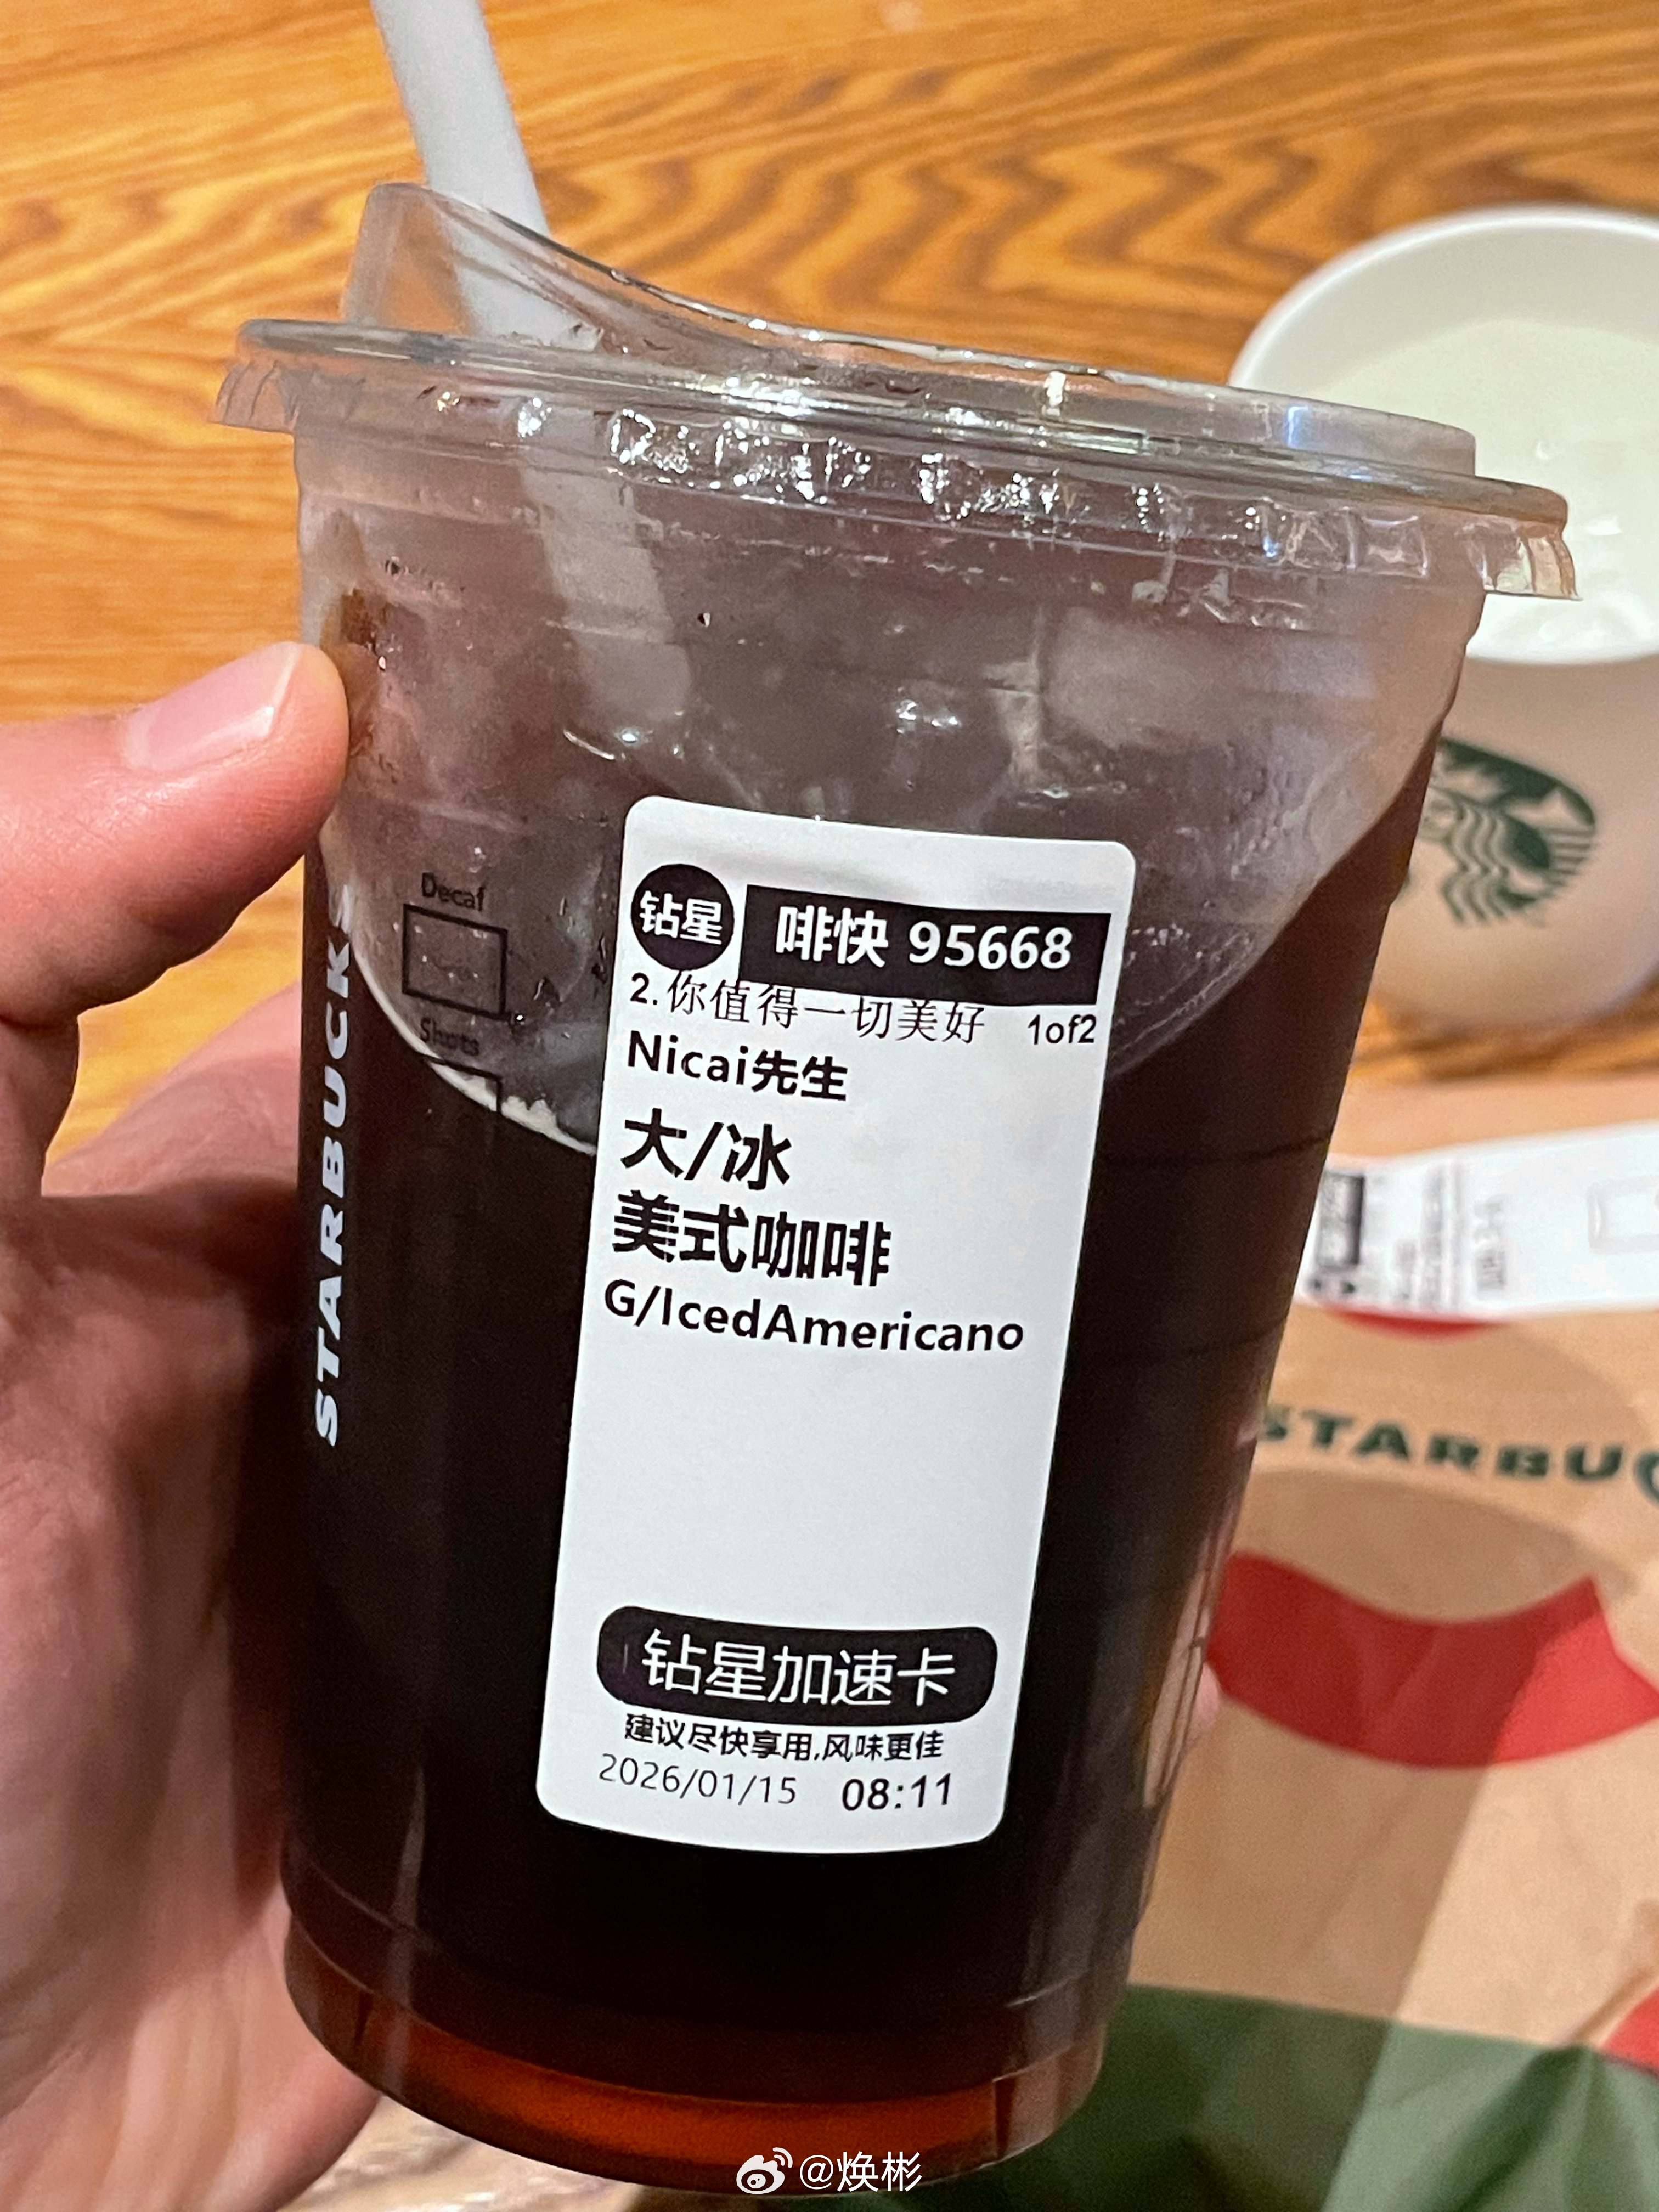 Decaf
Shots
STARBUCKS
钻星
啡快 95668
2.你值得一切美好 1of2
Nicai先生
大/冰
美式咖啡
G/IcedAmericano
钻星加速卡
建议尽快享用,风味更佳
2026/01/15 08:11
STARBU
@焕彬